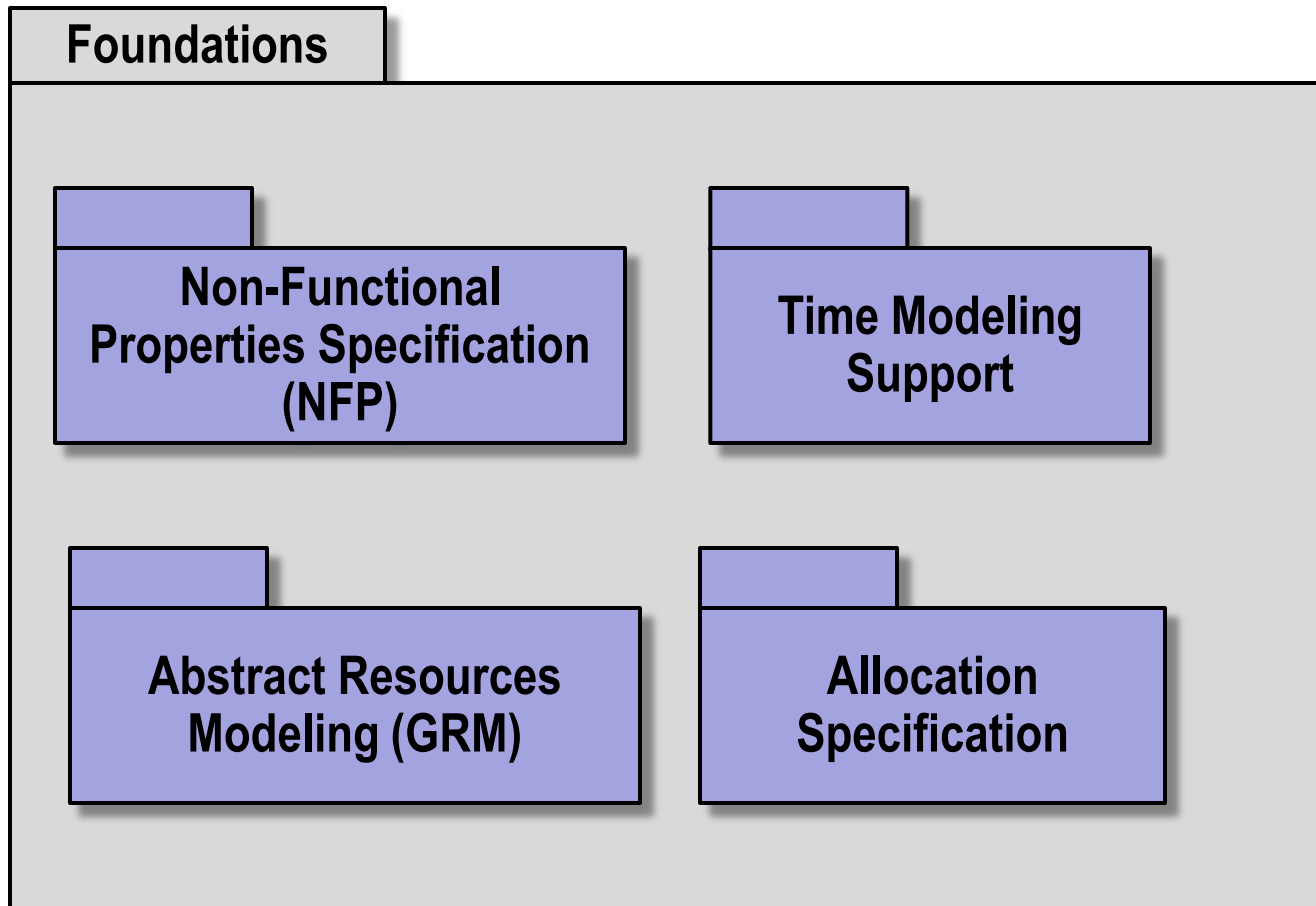 Foundations
Non-Functional
Properties Specification
(NFP)
Time Modeling
Support
Abstract Resources
Modeling (GRM)
Allocation
Specification